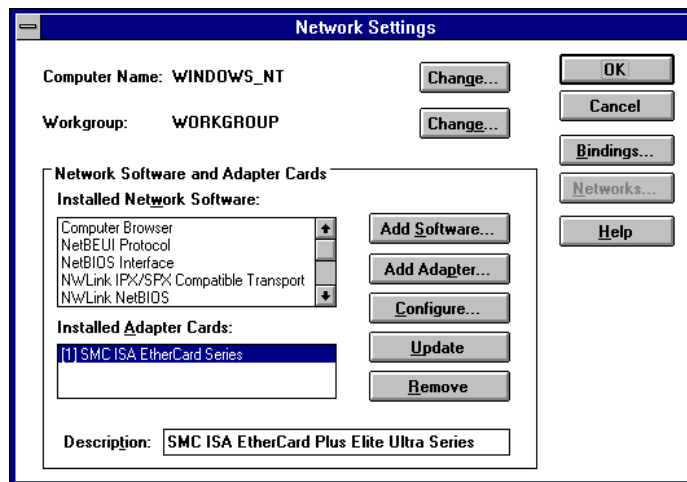 Network Settings
Computer Name: WINDOWS_NT
Change...
OK
Cancel
Workgroup: WORKGROUP
Change...
Bindings...
Networks...
Help
Network Software and Adapter Cards
Installed Network Software:
Computer Browser
NetBEUI Protocol
NetBIOS Interface
NWLink IPX/SPX Compatible Transport
NWLink NetBIOS
Add Software...
Add Adapter...
Configure...
Update
Remove
Installed Adapter Cards:
[1] SMC ISA EtherCard Series
Description: SMC ISA EtherCard Plus Elite Ultra Series